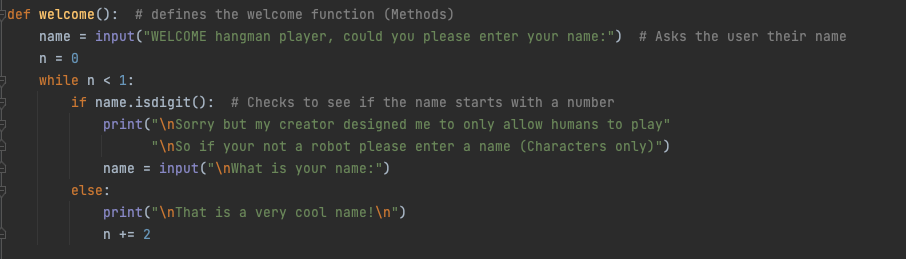 def welcome():  # defines the welcome function (Methods)
    name = input("WELCOME hangman player, could you please enter your name:")  # Asks the user their name
    n = 0
    while n < 1:
        if name.isdigit():  # Checks to see if the name starts with a number
            print("\nSorry but my creator designed me to only allow humans to play"
                  "\nSo if your not a robot please enter a name (Characters only)")
            name = input("\nWhat is your name:")
        else:
            print("\nThat is a very cool name!\n")
            n += 2